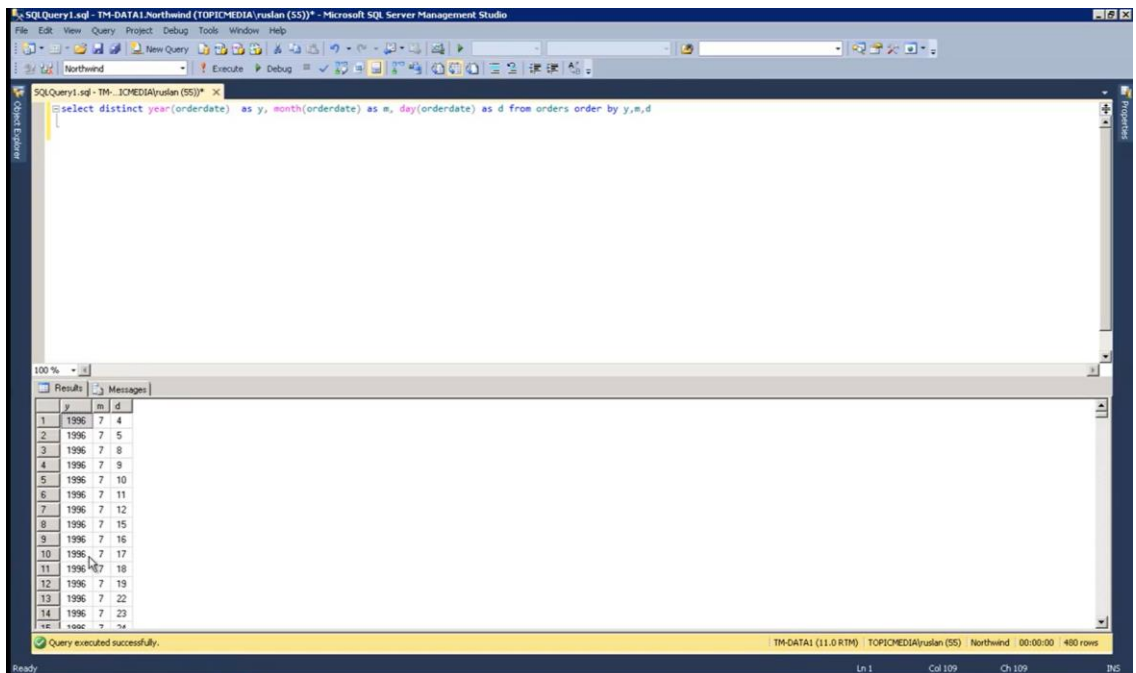 SQLQuery1.sql - TM-DATA1.Northwind (TOPICMEDIA\ruslan (55))* - Microsoft SQL Server Management Studio
File Edit View Query Project Debug Tools Window Help
New Query
Northwind Execute Debug
SQLQuery1.sql - TM-...ICMEDIA\ruslan (55))*
Object Explorer
Properties
select distinct year(orderdate) as y, month(orderdate) as m, day(orderdate) as d from orders order by y,m,d
100 %
Results Messages
y m d
1 1996 7 4
2 1996 7 5
3 1996 7 8
4 1996 7 9
5 1996 7 10
6 1996 7 11
7 1996 7 12
8 1996 7 15
9 1996 7 16
10 1996 7 17
11 1996 7 18
12 1996 7 19
13 1996 7 22
14 1996 7 23
15 1996 7 24
Query executed successfully. TM-DATA1 (11.0 RTM) TOPICMEDIA\ruslan (55) Northwind 00:00:00 480 rows
Ready Ln 1 Col 109 Ch 109 INS